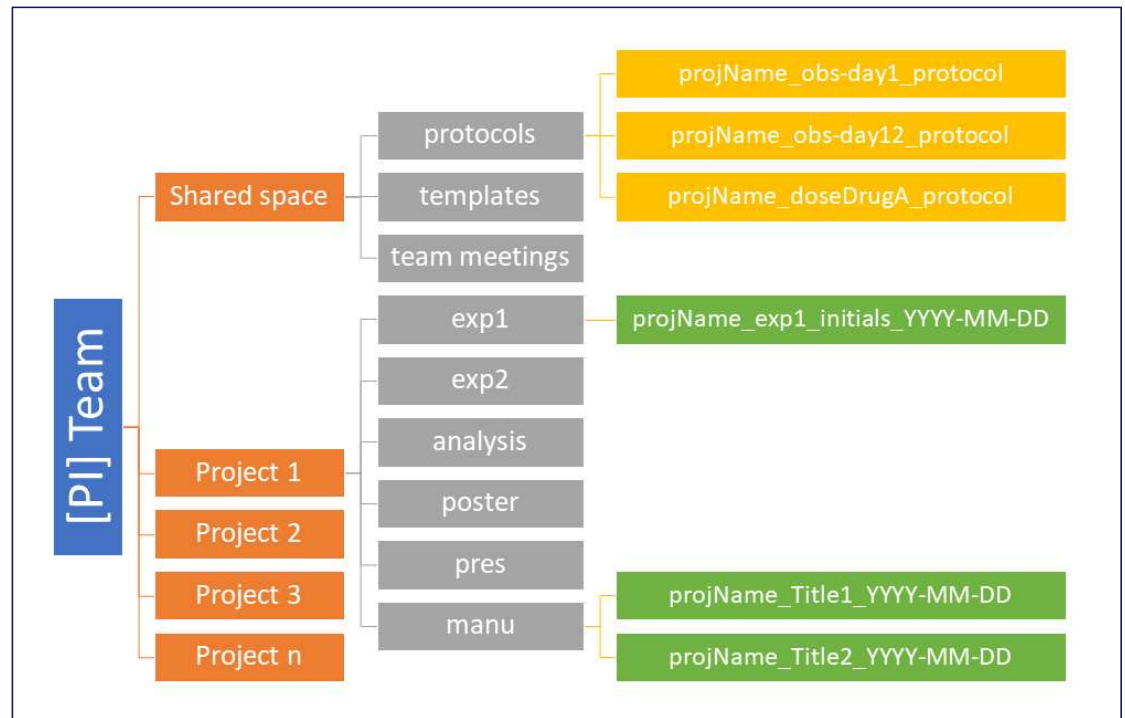 [PI] Team
Shared space
protocols
projName_obs-day1_protocol
projName_obs-day12_protocol
projName_doseDrugA_protocol
templates
team meetings
Project 1
exp1
projName_exp1_initials_YYYY-MM-DD
exp2
analysis
poster
pres
manu
projName_Title1_YYYY-MM-DD
projName_Title2_YYYY-MM-DD
Project 2
Project 3
Project n